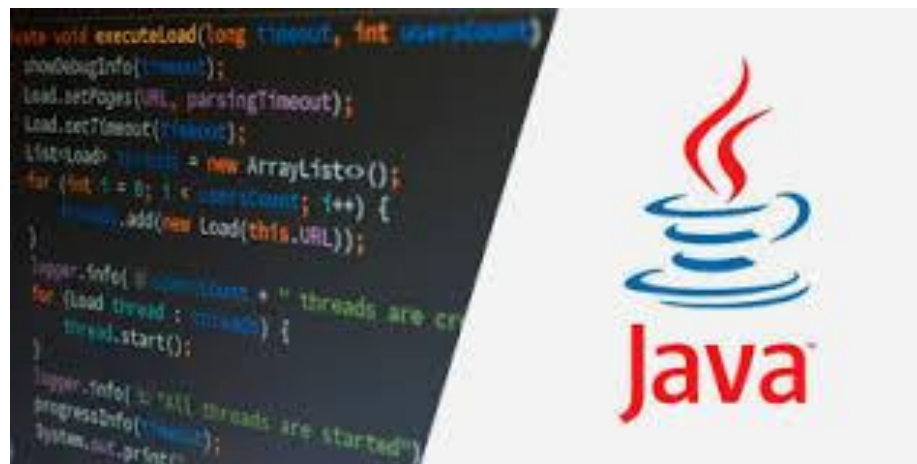 private void executeLoad(long timeout, int usersCount)
showDebugInfo(timeout);
Load.setPages(URL, parsingTimeout);
Load.setTimeout(timeout);
List<Load> threads = new ArrayList<>();
for (int i = 0; i < usersCount; i++) {
threads.add(new Load(this.URL));
}
logger.info( usersCount + " threads are cr
for (Load thread : threads) {
thread.start();
}
logger.info( "All threads are started")
progressInfo(timeout);
System.out.print
Java